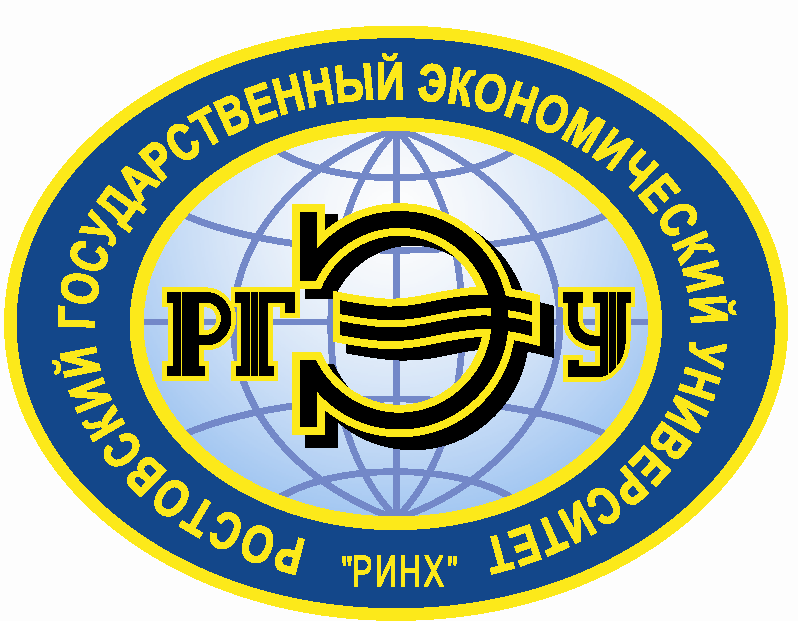 РОСТОВСКИЙ ГОСУДАРСТВЕННЫЙ ЭКОНОМИЧЕСКИЙ УНИВЕРСИТЕТ
РГЭУ
"РИНХ"